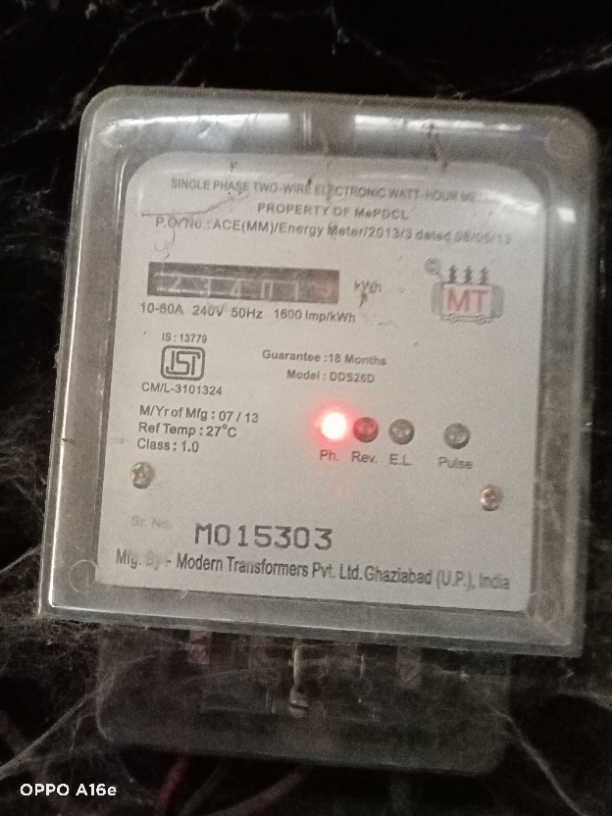 SINGLE PHASE TWO-WIRE ELECTRONIC WATT-HOUR
PROPERTY OF MePDCL
P.O.No.:ACE(MM)/Energy Meter/2013/3 dated 08/05/13
kWh
MT
10-60A 240V 50Hz 1600 Imp/kWh
IS : 13779
ISI
CM/L-3101324
Guarantee :18 Months
Model : DDS26D
M/Yr of Mfg : 07 / 13
Ref Temp : 27°C
Class : 1.0
Ph. Rev. E.L Pulse
Sr. No. M015303
Mfg. By :- Modern Transformers Pvt. Ltd. Ghaziabad (U.P.), India
OPPO A16e